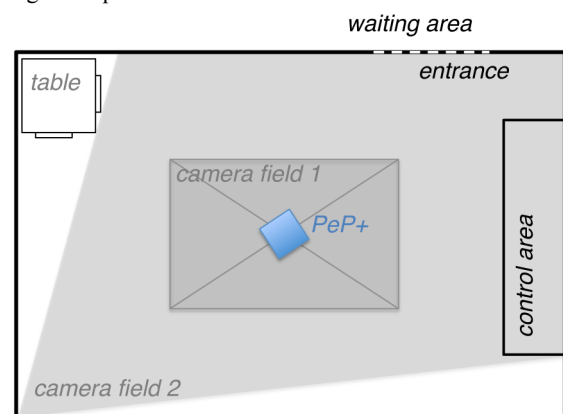 waiting area
entrance
table
camera field 1
PeP+
control area
camera field 2